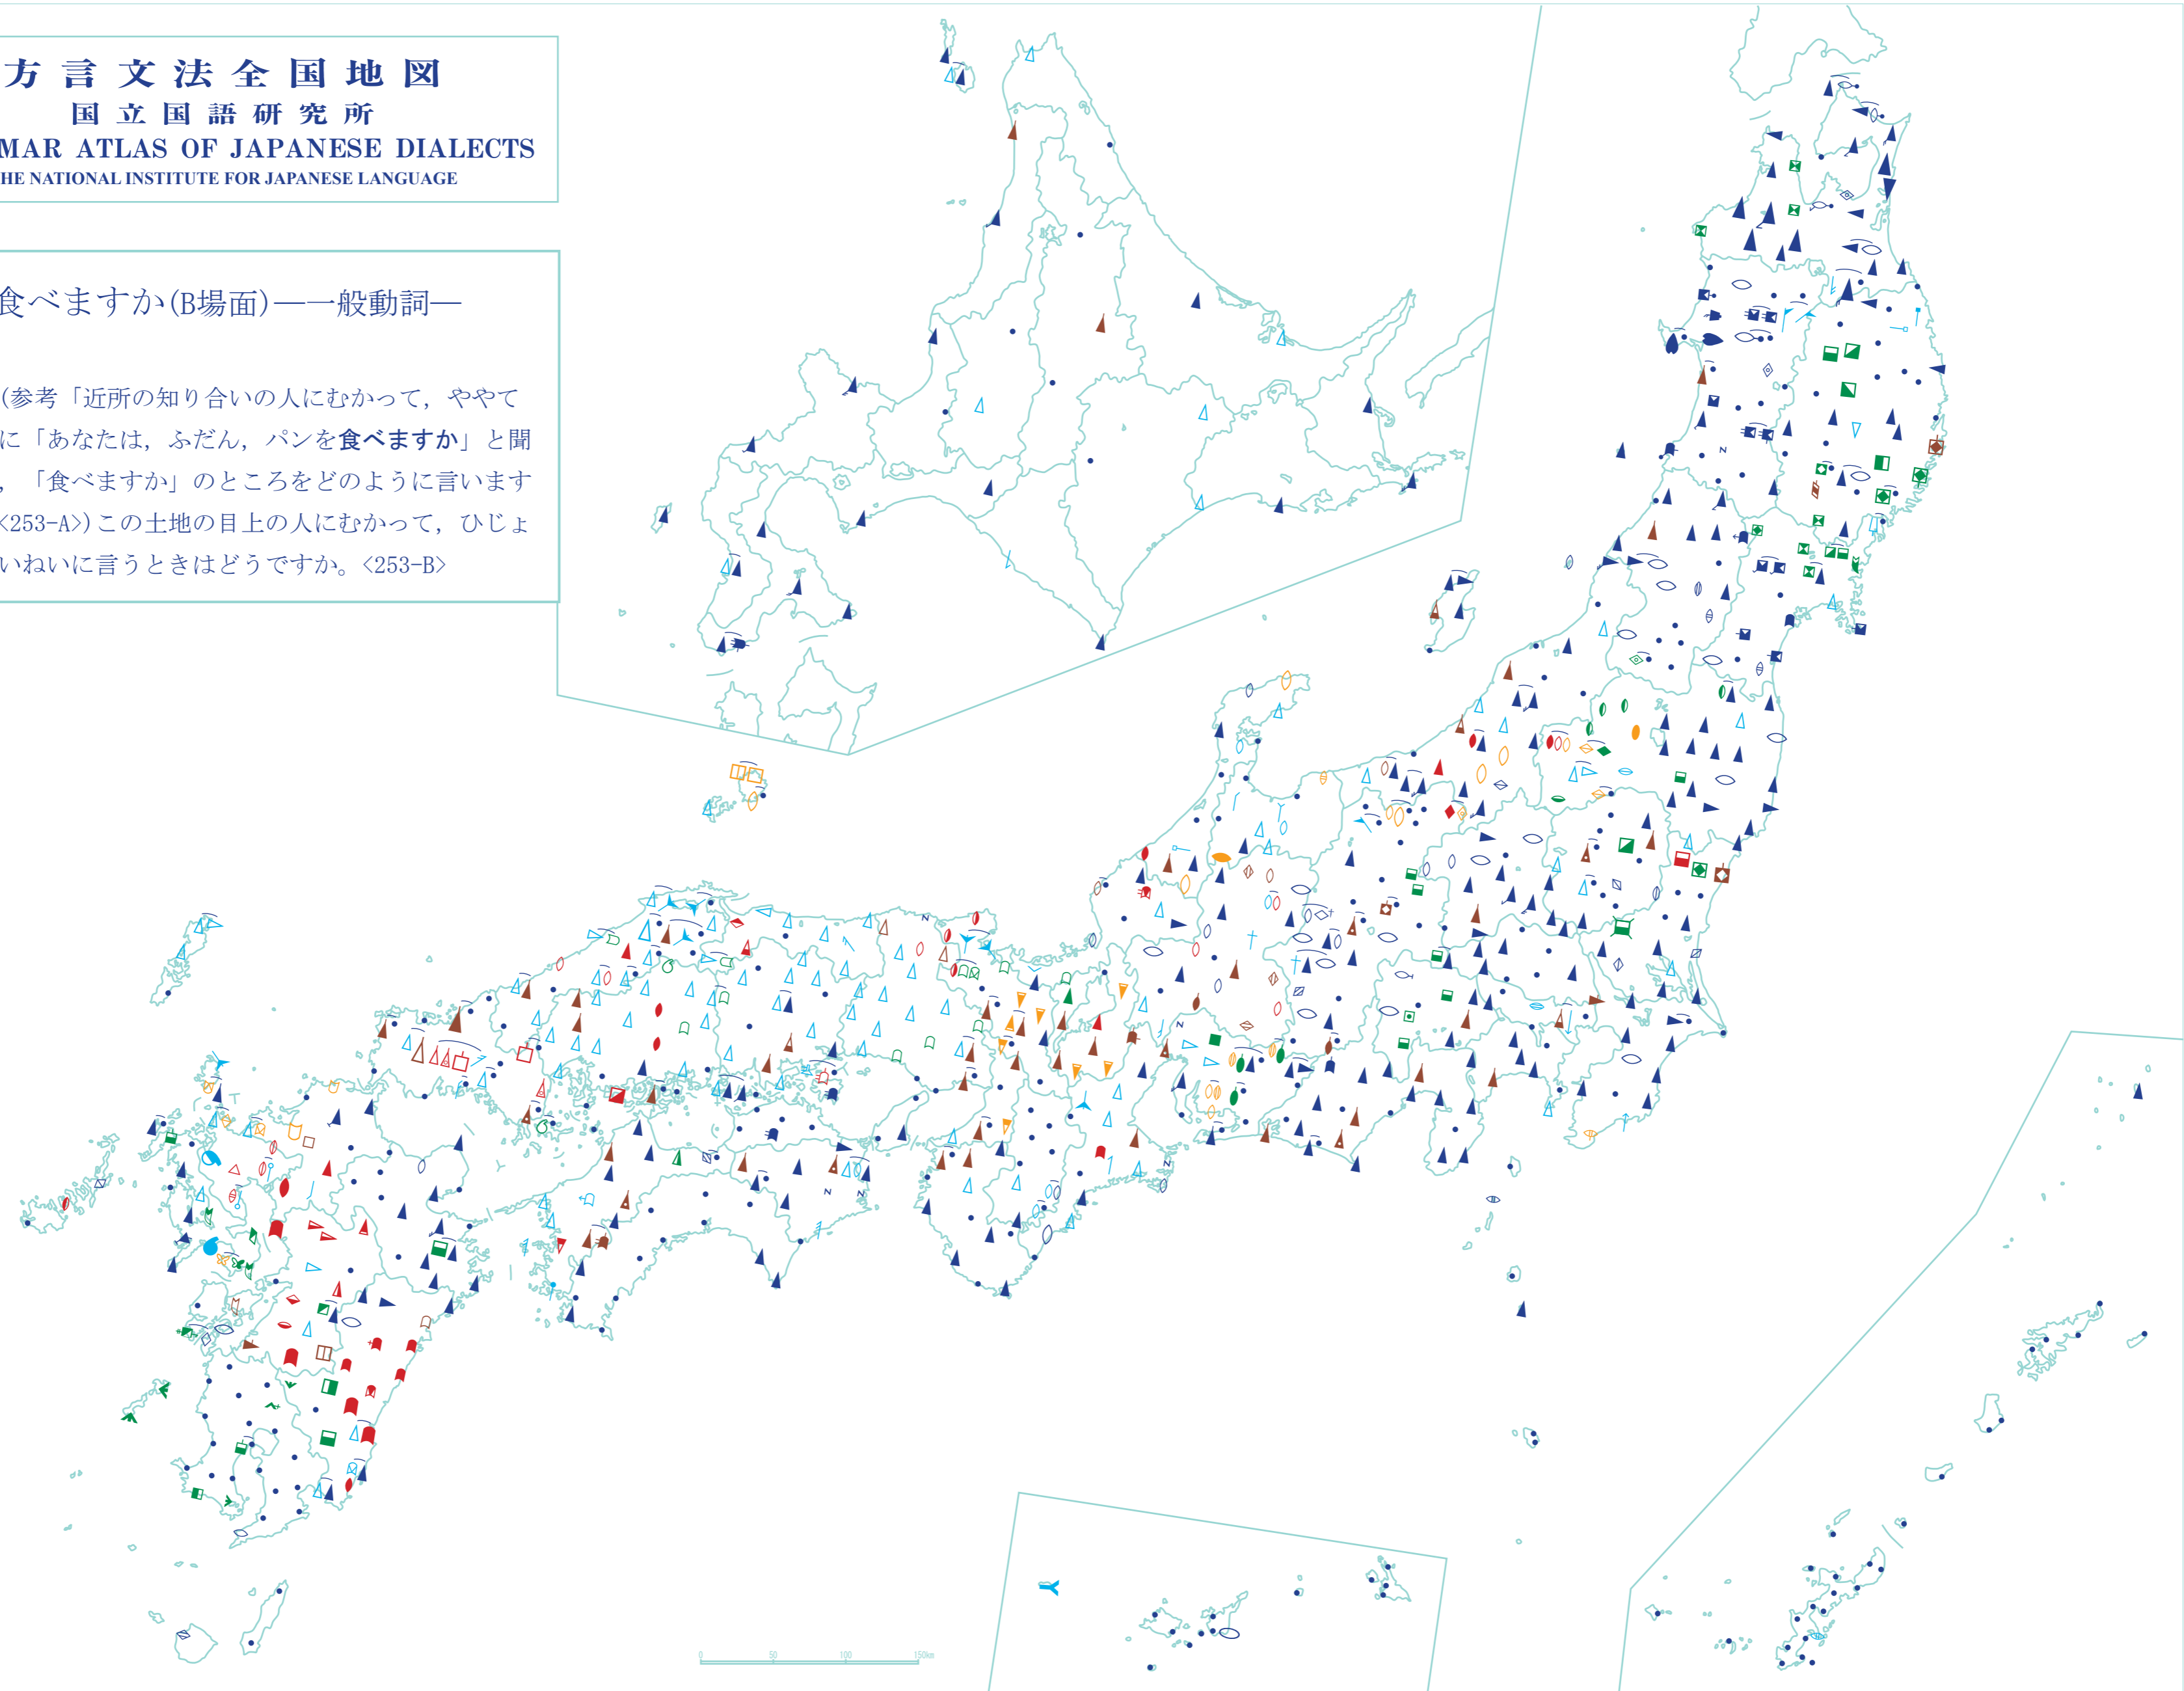 方言文法全国地図
国立国語研究所
MAR ATLAS OF JAPANESE DIALECTS
HE NATIONAL INSTITUTE FOR JAPANESE LANGUAGE
食べますか(B場面)―一般動詞―
(参考「近所の知り合いの人にむかって，ややて
に「あなたは，ふだん，パンを食べますか」と聞
，「食べますか」のところをどのように言います
<253-A>)この土地の目上の人にむかって，ひじょ
いねいに言うときはどうですか。<253-B>
0 50 100 150km